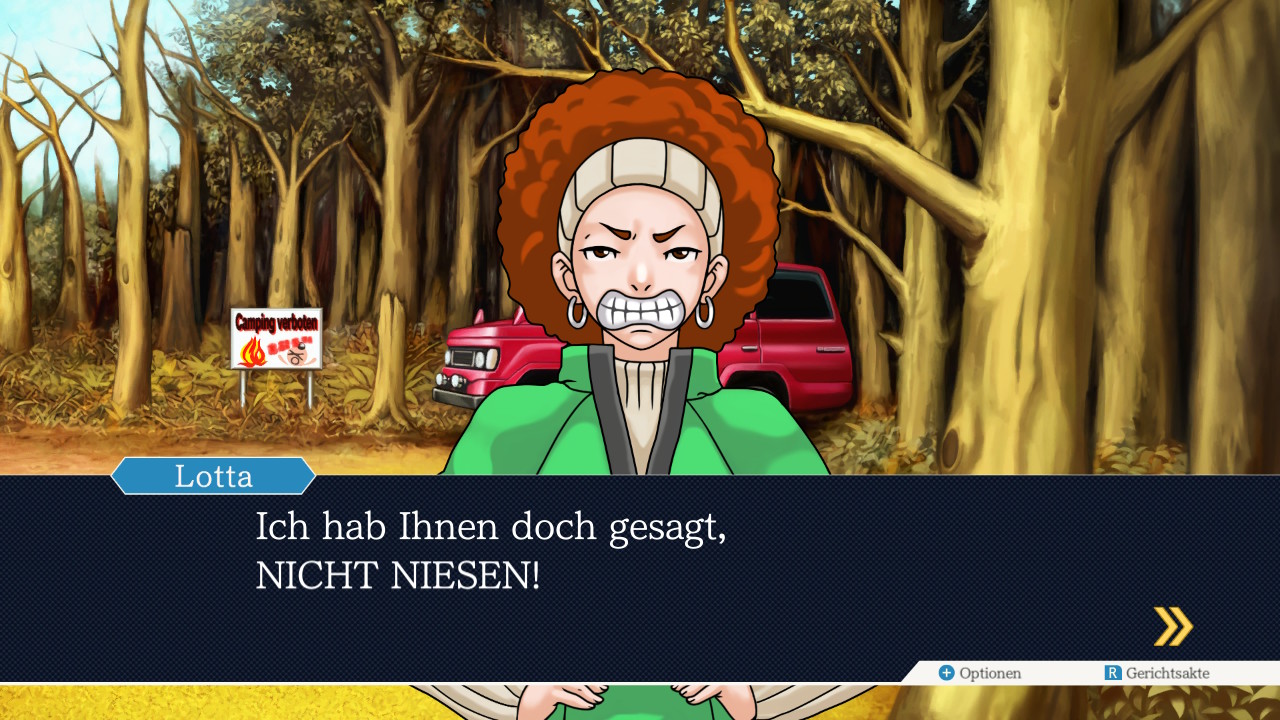 Camping verboten
Lotta
Ich hab Ihnen doch gesagt,
NICHT NIESEN!
+ Optionen
R Gerichtsakte